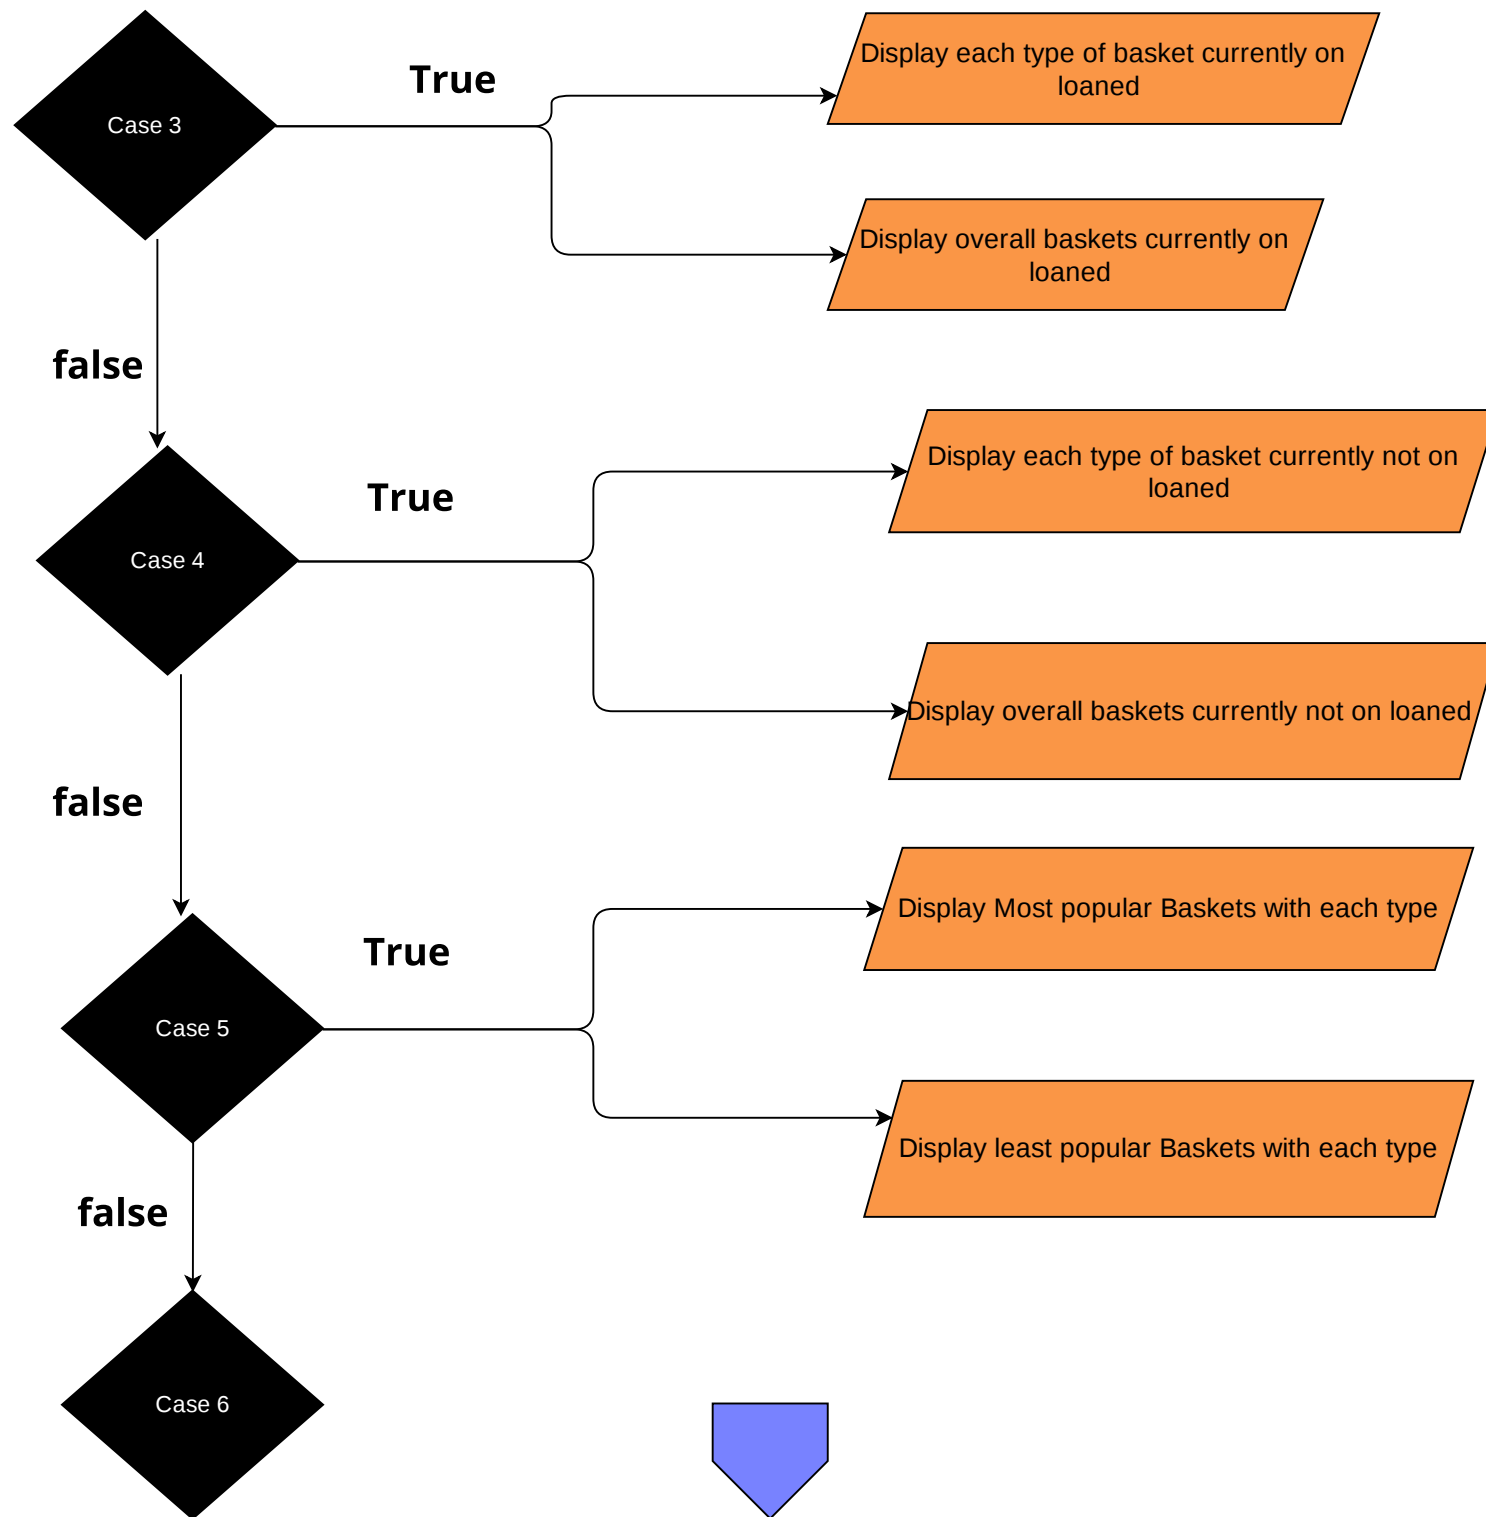 True
Case 3
Display each type of basket currently on
loaned
Display overall baskets currently on
loaned
false
True
Case 4
Display each type of basket currently not on
loaned
Display overall baskets currently not on loaned
false
True
Case 5
Display Most popular Baskets with each type
Display least popular Baskets with each type
false
Case 6